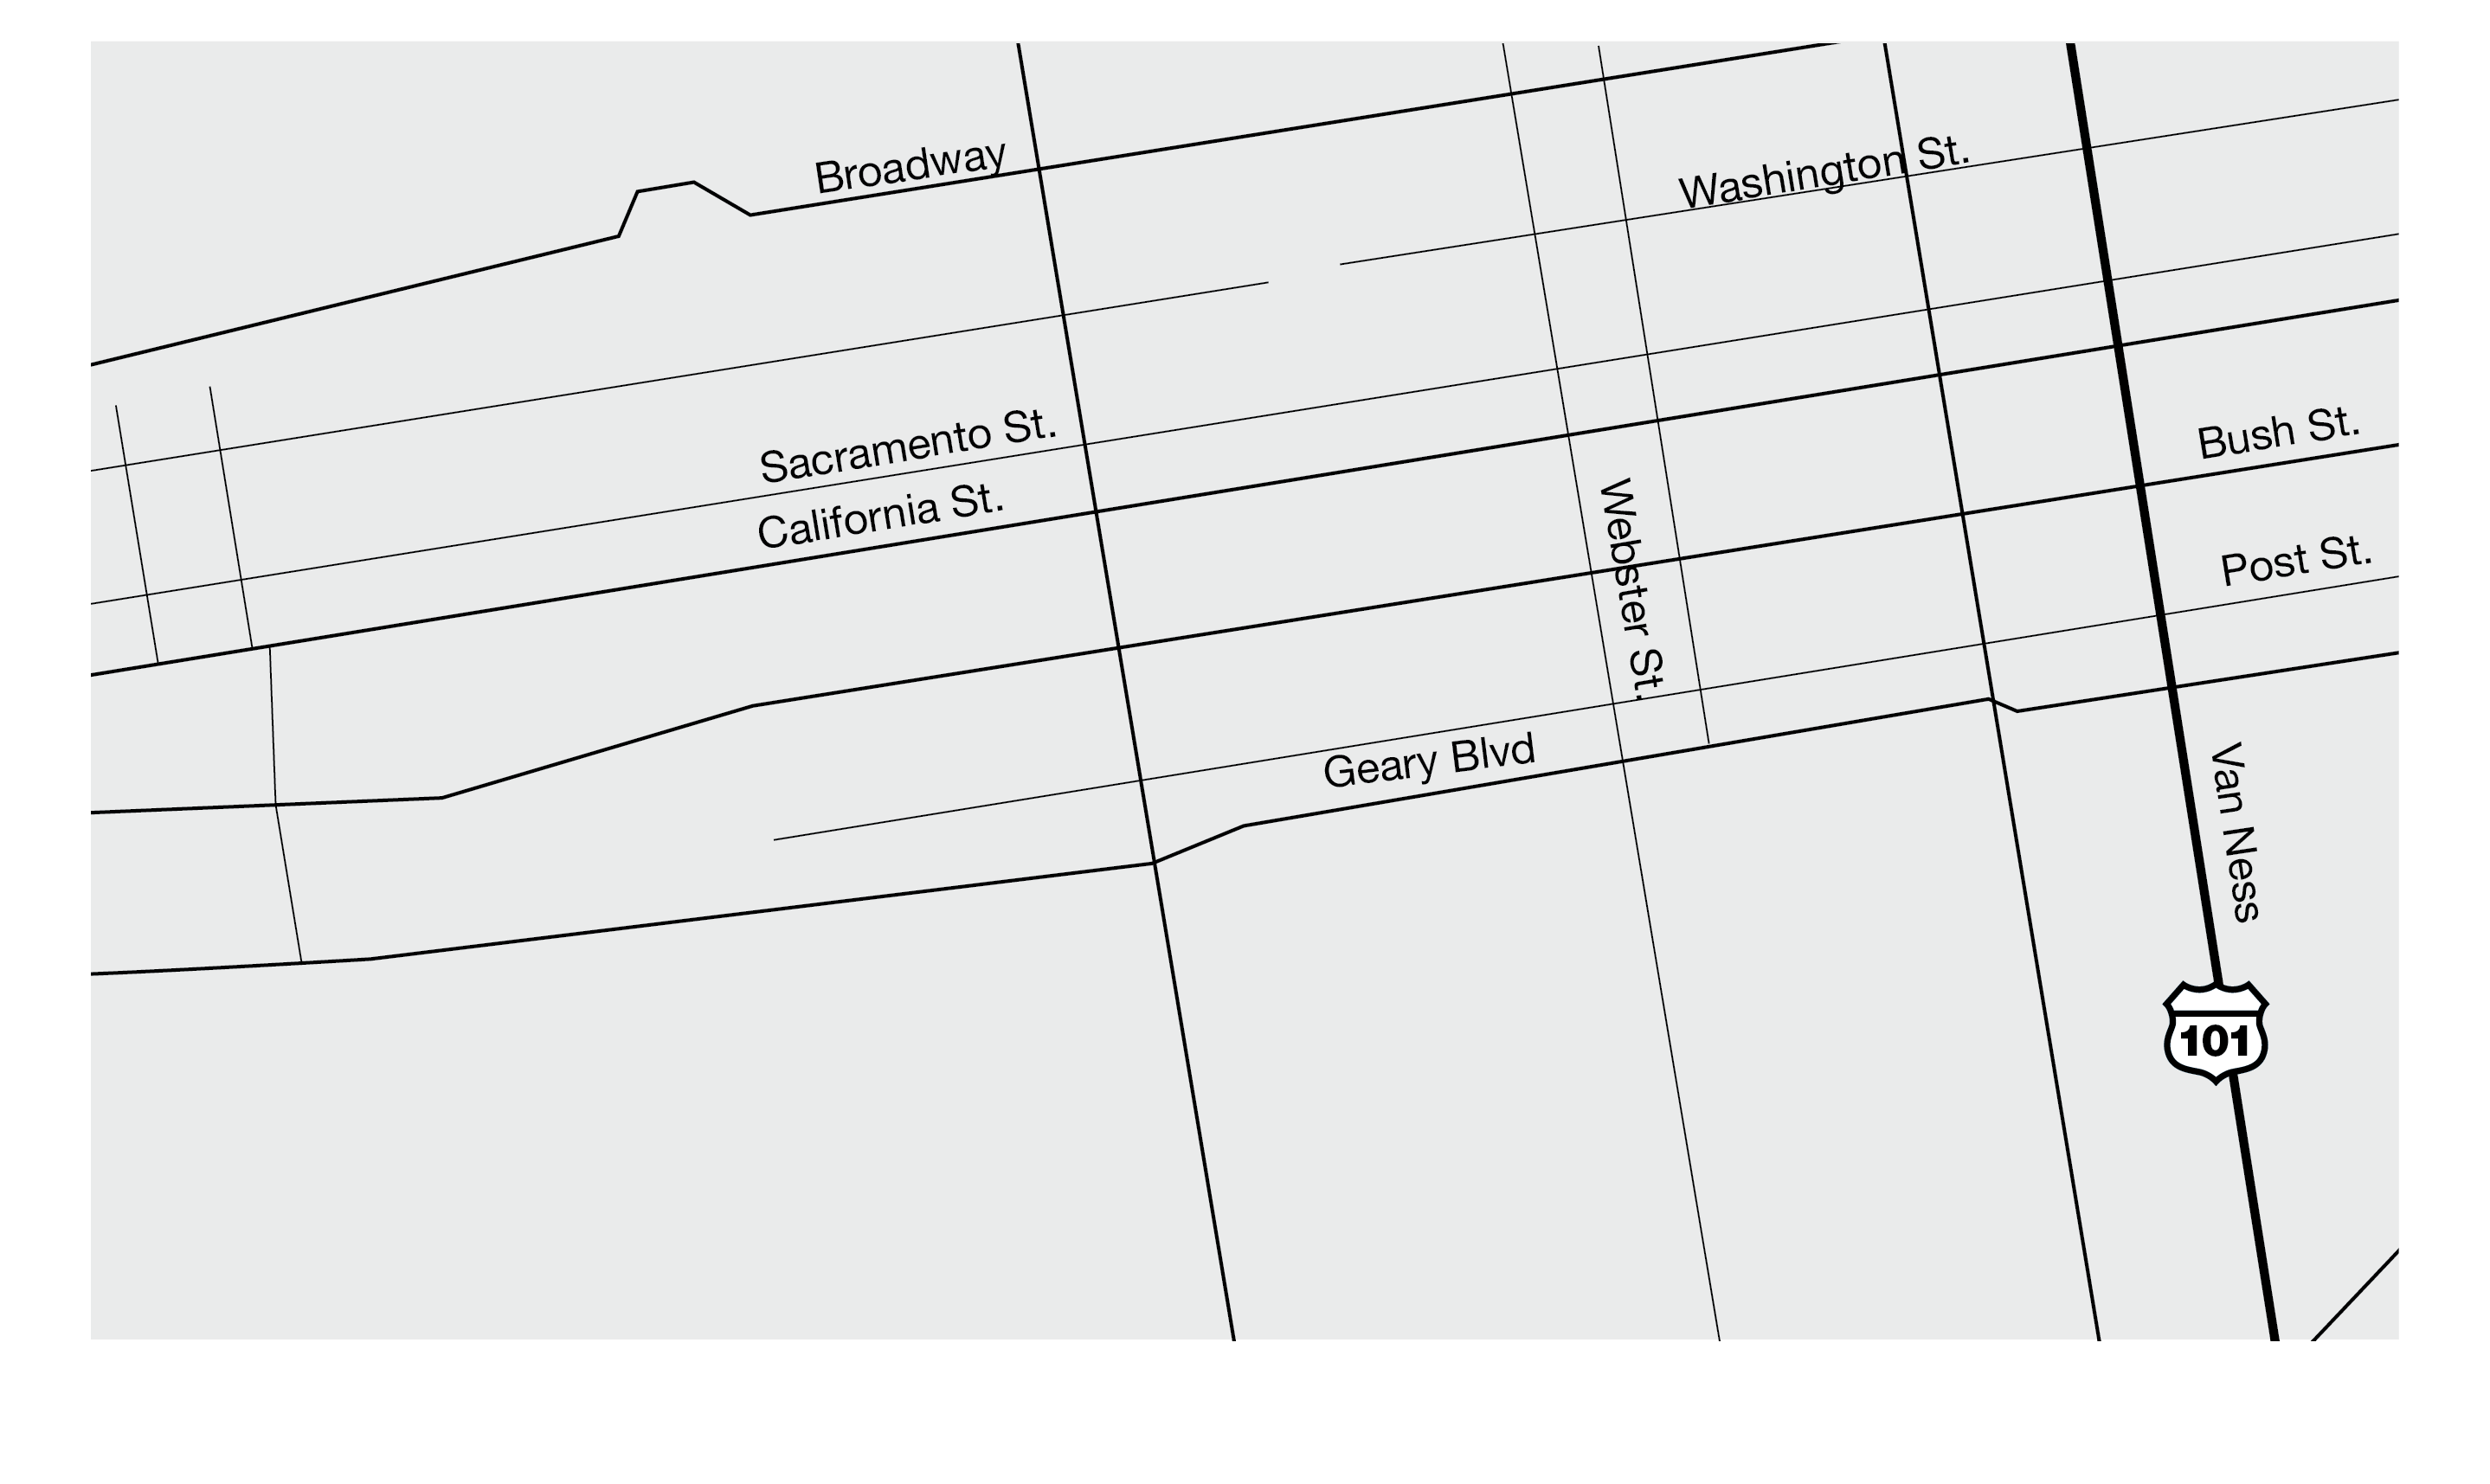 Broadway
Washington St.
Sacramento St.
California St.
Bush St.
Webster St.
Post St.
Geary Blvd
Van Ness
101